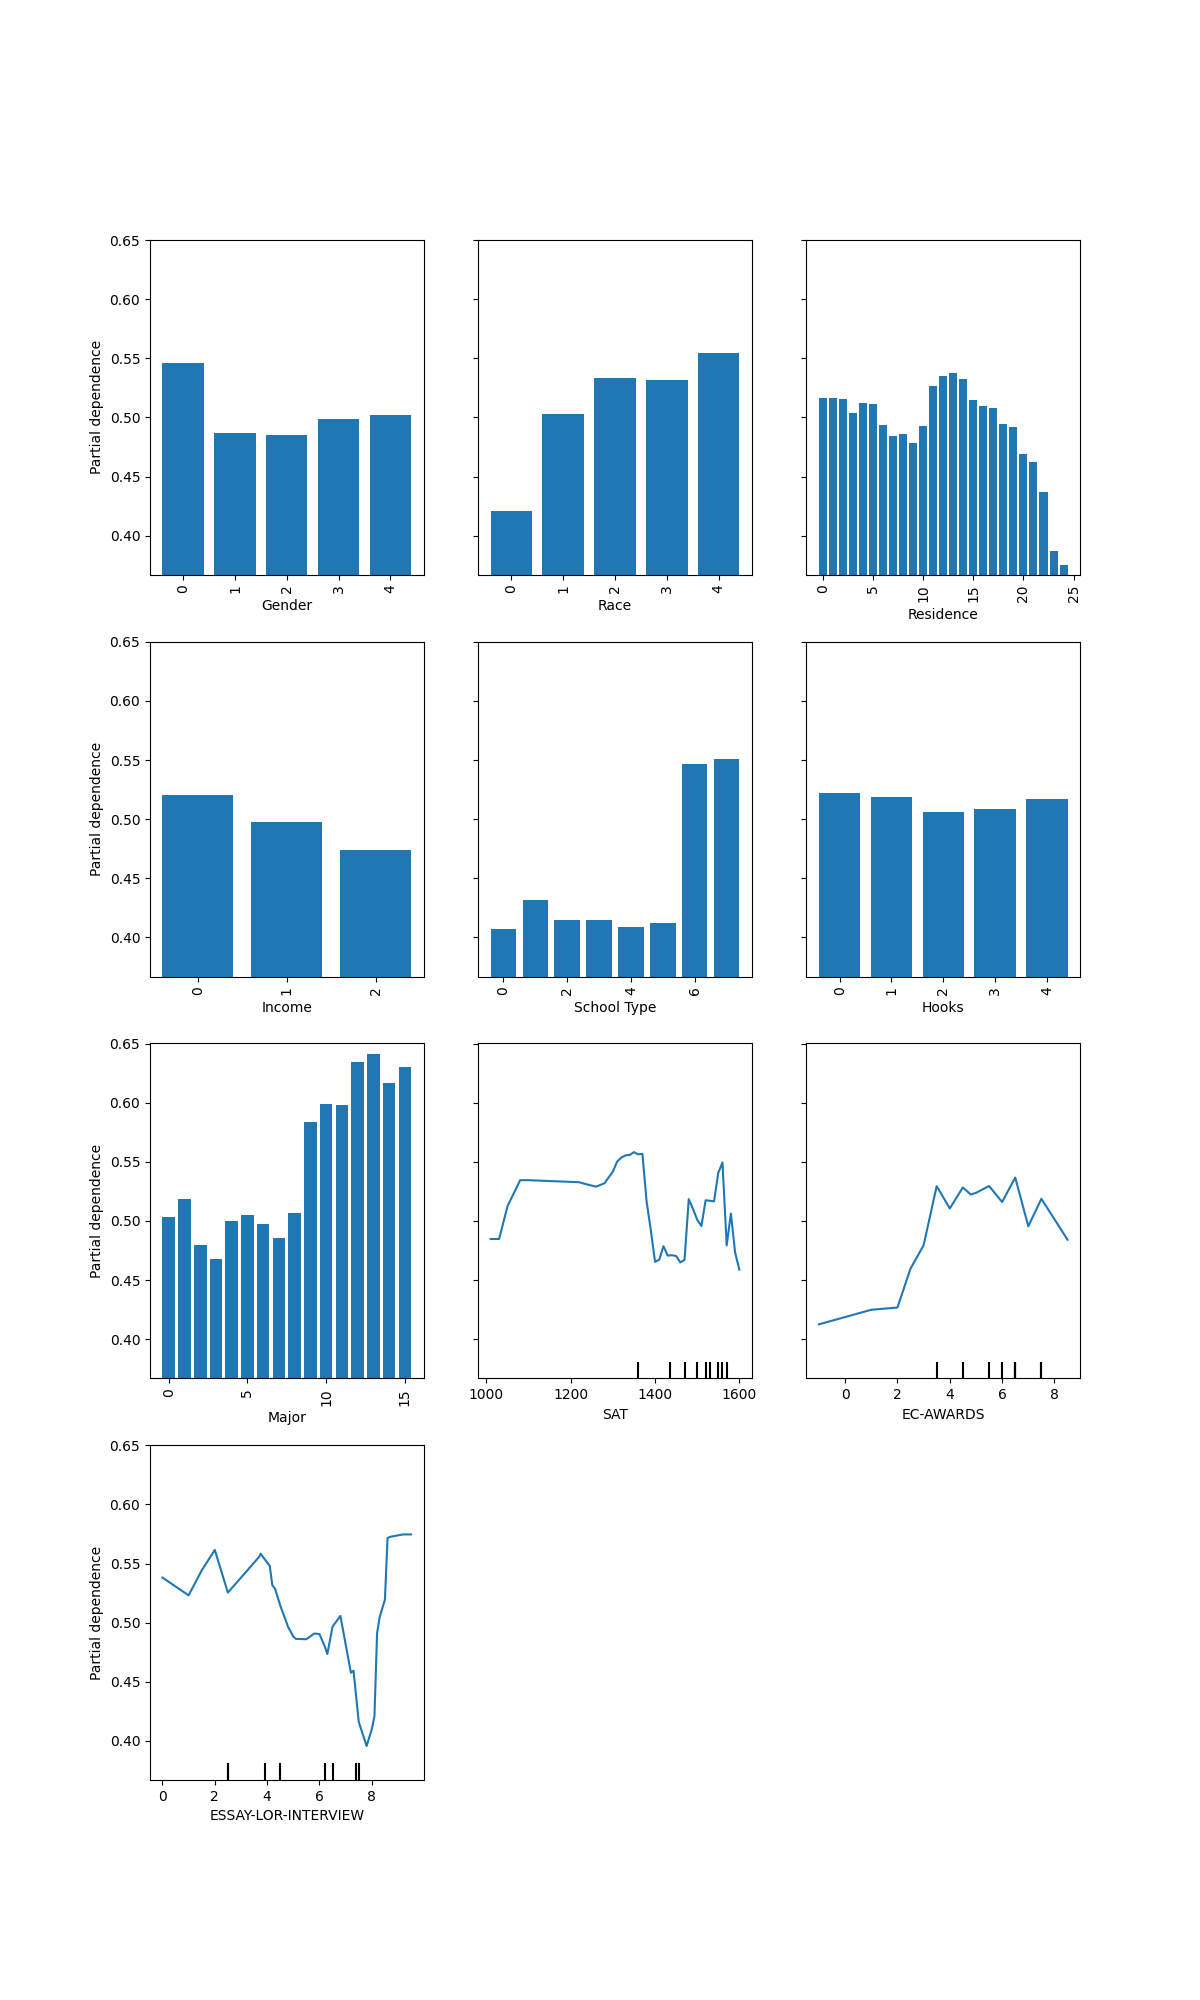 0.65
0.60
0.55
0.50
0.45
0.40
Partial dependence
0 1 2 3 4
Gender
0 1 2 3 4
Race
0 5 10 15 20 25
Residence
0.65
0.60
0.55
0.50
0.45
0.40
Partial dependence
0 1 2
Income
0 2 4 6
School Type
0 1 2 3 4
Hooks
0.65
0.60
0.55
0.50
0.45
0.40
Partial dependence
0 5 10 15
Major
1000 1200 1400 1600
SAT
0 2 4 6 8
EC-AWARDS
0.65
0.60
0.55
0.50
0.45
0.40
Partial dependence
0 2 4 6 8
ESSAY-LOR-INTERVIEW